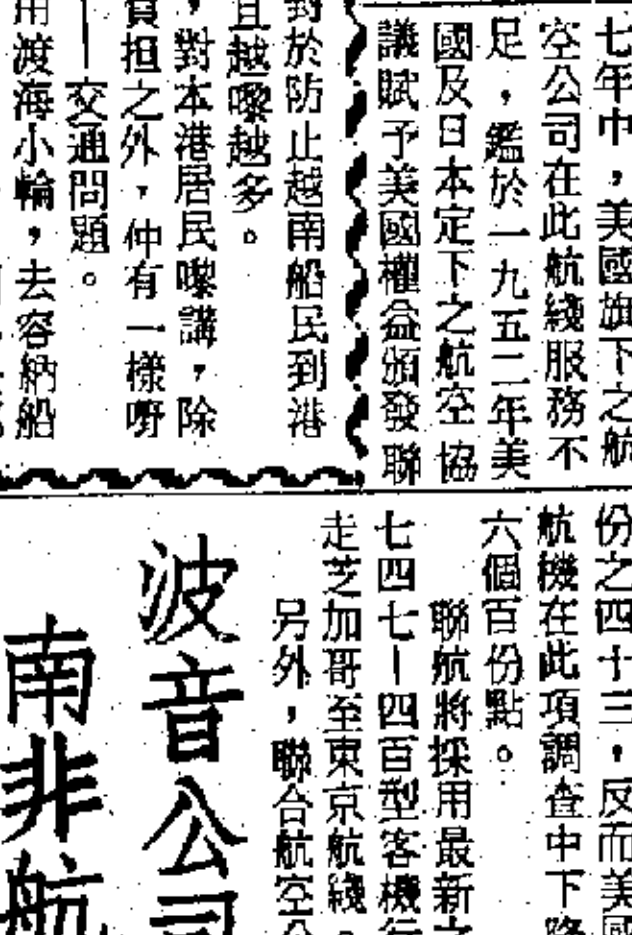 七年中，美國旗下之航
空公司在此航綫服務不
足，鑑於一九五二年美
國及日本定下之航空協
議賦予美國權益頒發聯
對於防止越南船民到港
且越嚟越多。
，對本港居民嚟講，除
負担之外，仲有一樣嘢
—交通問題。
用渡海小輪，去容納船
份之四十三，反而美國
航機在此項調查中下降
六個百份點。
聯航將採用最新之
七四七—四百型客機行
走芝加哥至東京航綫。
另外，聯合航空公
波音公司
南非航